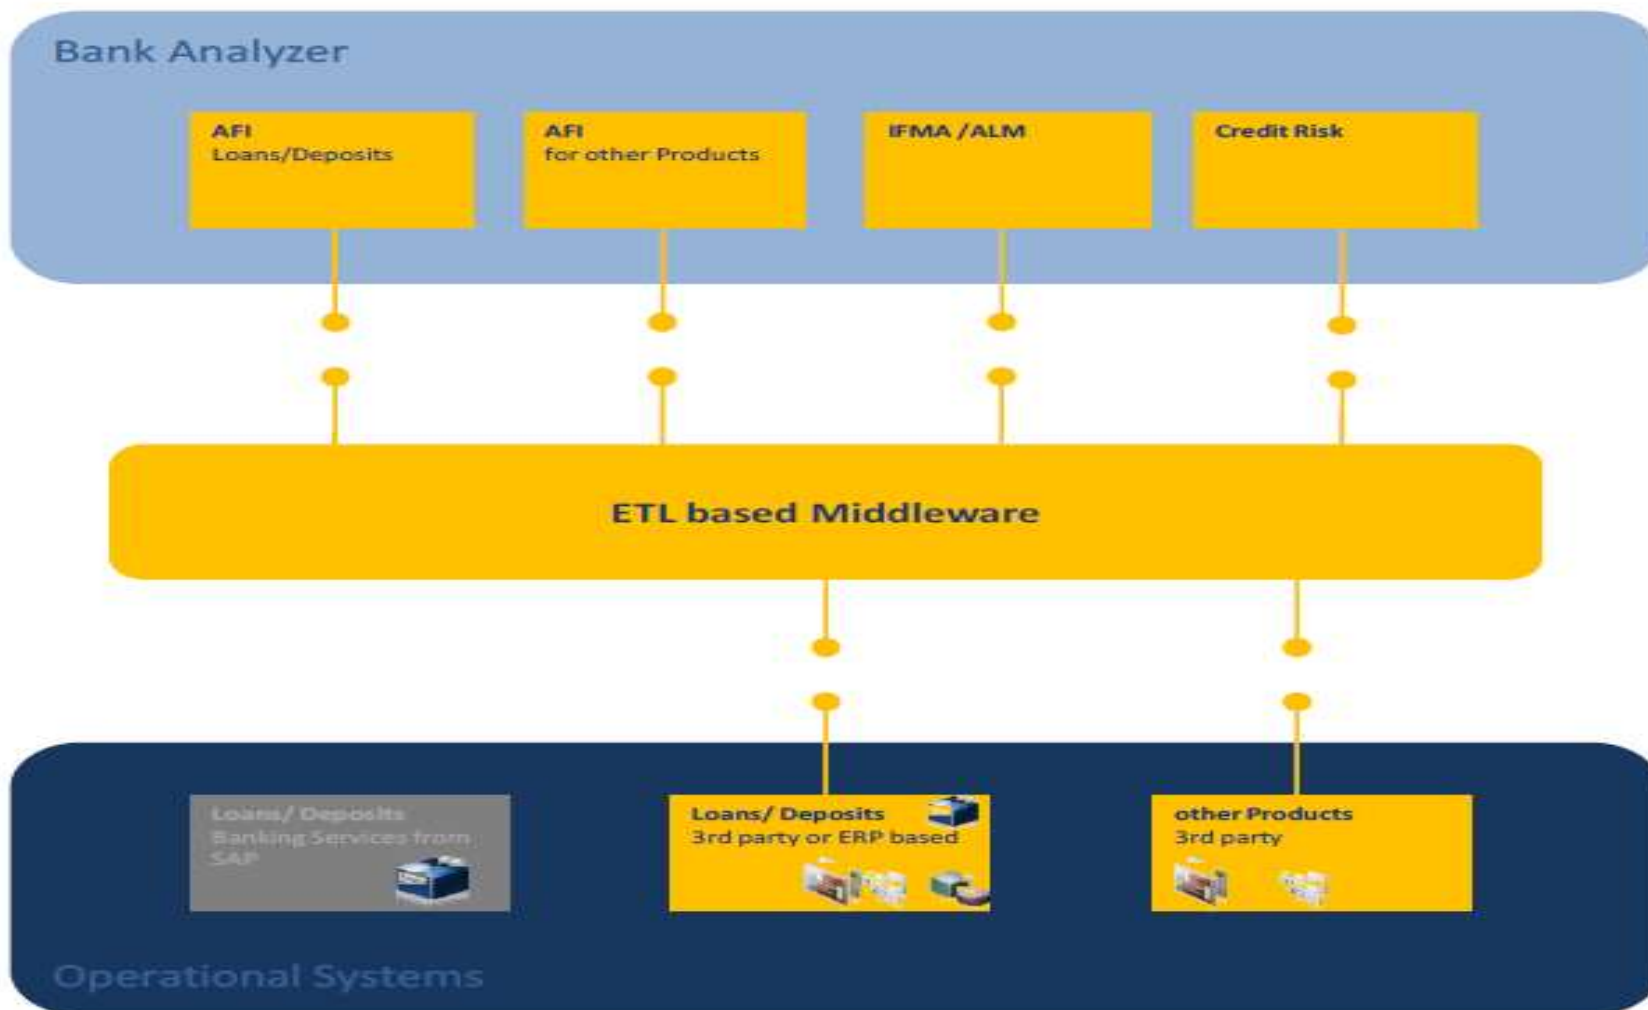 Bank Analyzer
AFI
Loans/Deposits
AFI
for other Products
IFMA /ALM
Credit Risk
ETL based Middleware
Loans/ Deposits
Banking Services from
SAP
Loans/ Deposits
3rd party or ERP based
other Products
3rd party
Operational Systems